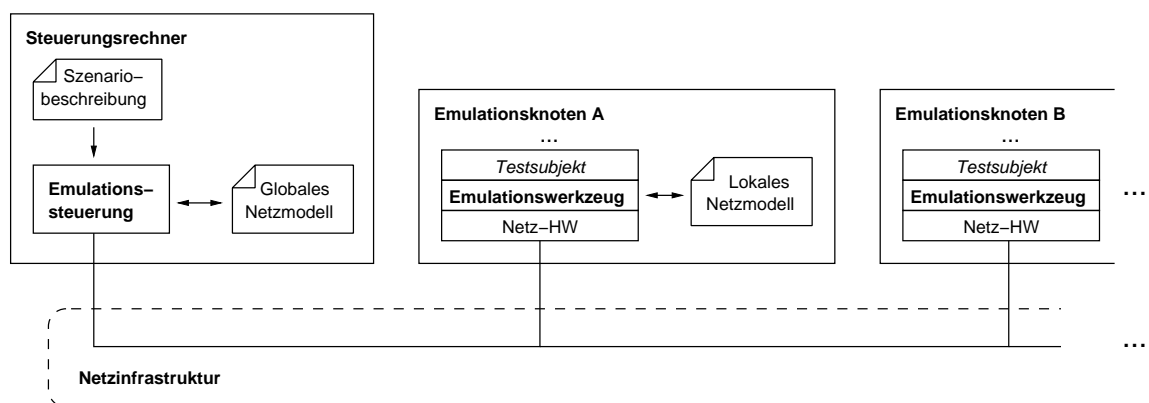 Steuerungsrechner
Szenario–
beschreibung
Emulations–
steuerung
Globales
Netzmodell
Emulationsknoten A
...
Testsubjekt
Emulationswerkzeug
Netz–HW
Lokales
Netzmodell
Emulationsknoten B
...
Testsubjekt
Emulationswerkzeug
Netz–HW
...
...
Netzinfrastruktur